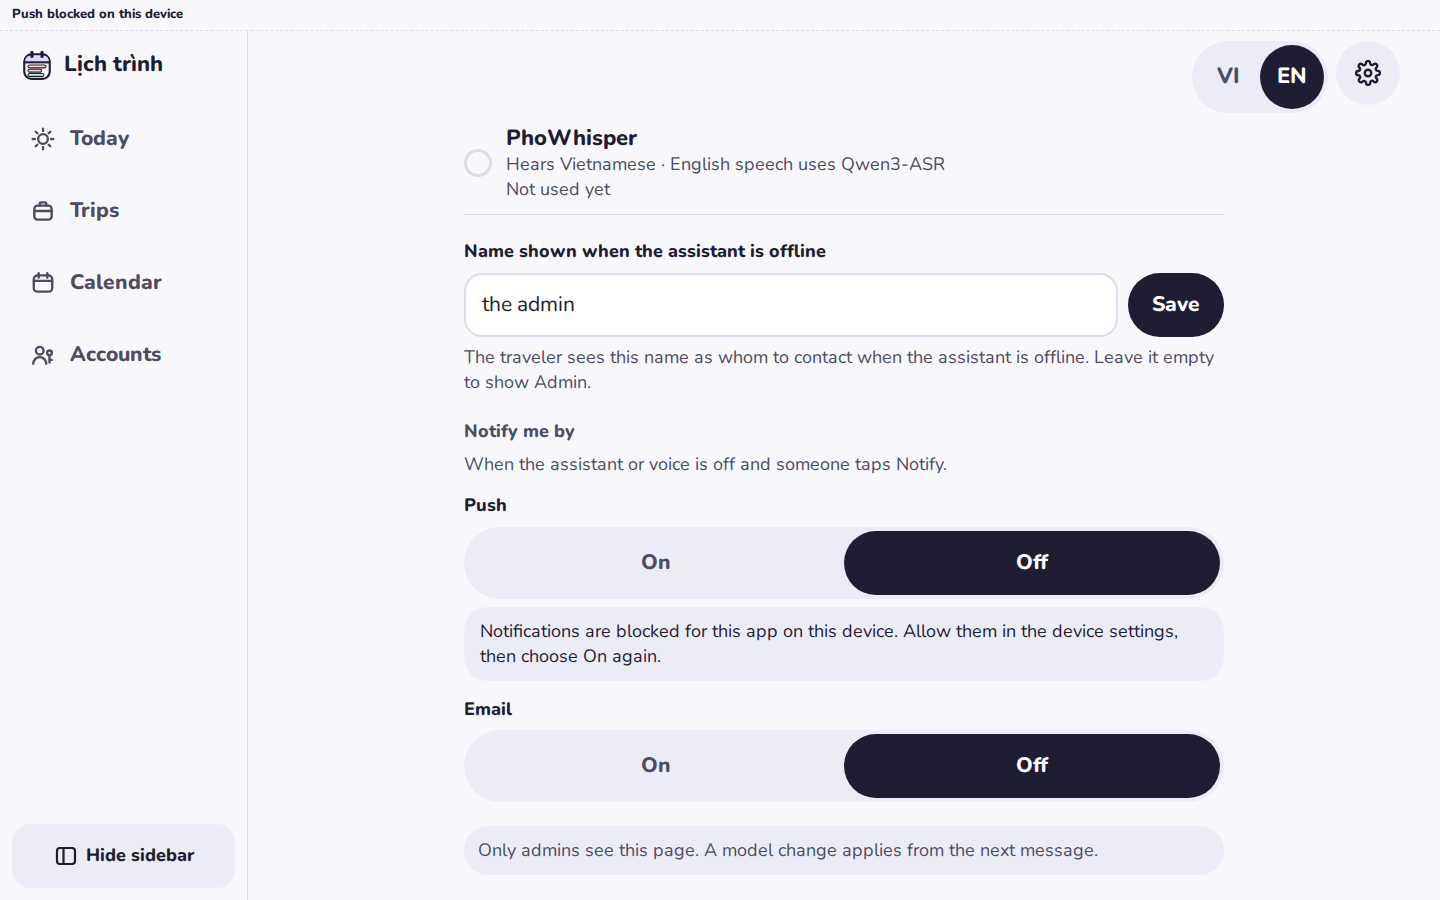 Push blocked on this device
Lịch trình
VI
EN
Today
Trips
Calendar
Accounts
Hide sidebar
PhoWhisper
Hears Vietnamese · English speech uses Qwen3-ASR
Not used yet
Name shown when the assistant is offline
the admin
Save
The traveler sees this name as whom to contact when the assistant is offline. Leave it empty
to show Admin.
Notify me by
When the assistant or voice is off and someone taps Notify.
Push
On
Off
Notifications are blocked for this app on this device. Allow them in the device settings,
then choose On again.
Email
On
Off
Only admins see this page. A model change applies from the next message.